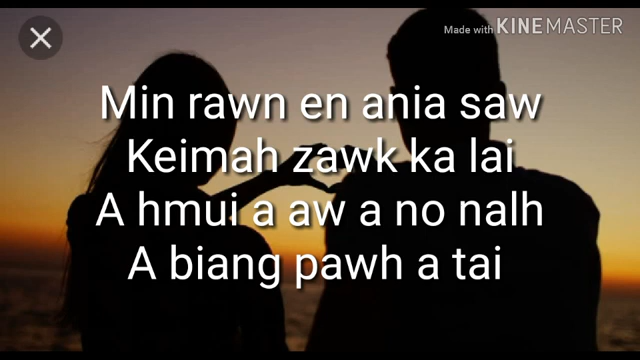 Made with KINEMASTER
Min rawn en ania saw
Keimah zawk ka lai
A hmui a aw a no nalh
A biang pawh a tai